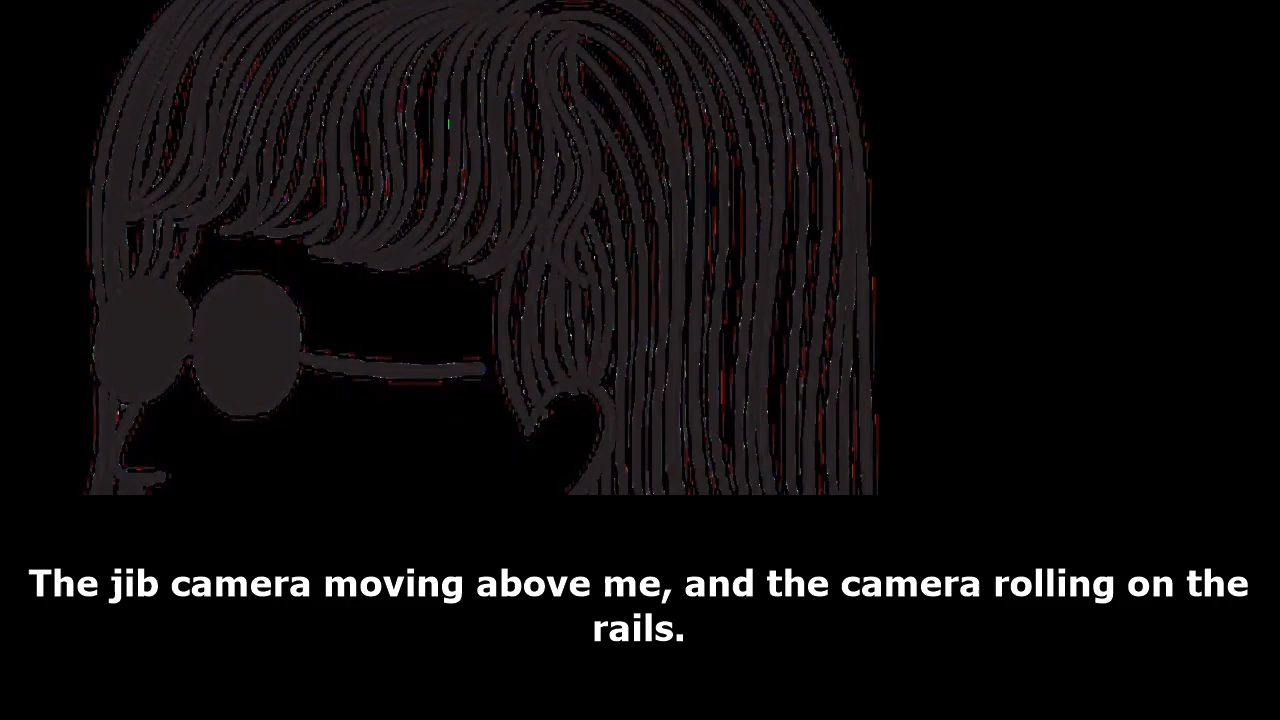 The jib camera moving above me, and the camera rolling on the
rails.